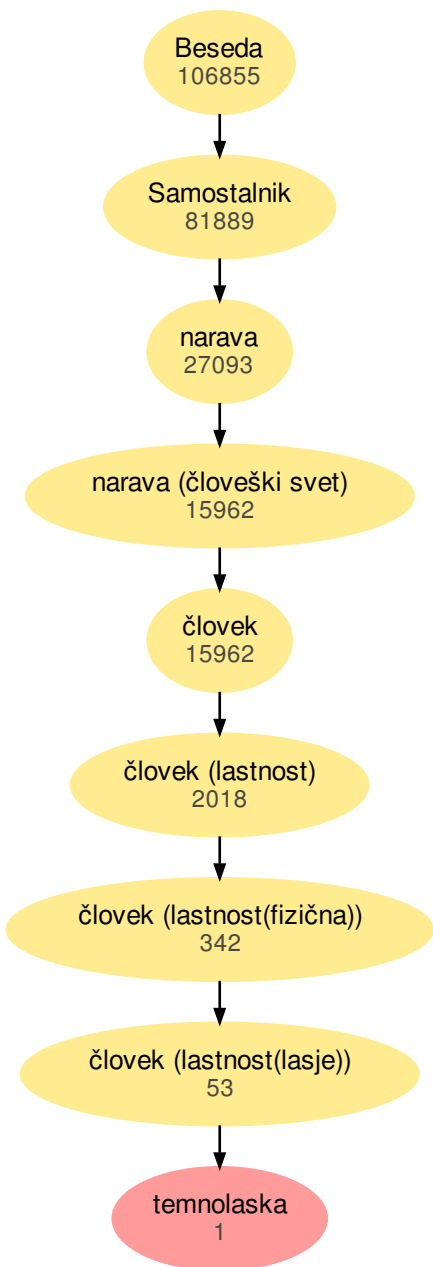 Beseda
106855
Samostalnik
81889
narava
27093
narava (človeški svet)
15962
človek
15962
človek (lastnost)
2018
človek (lastnost(fizična))
342
človek (lastnost(lasje))
53
temnolaska
1